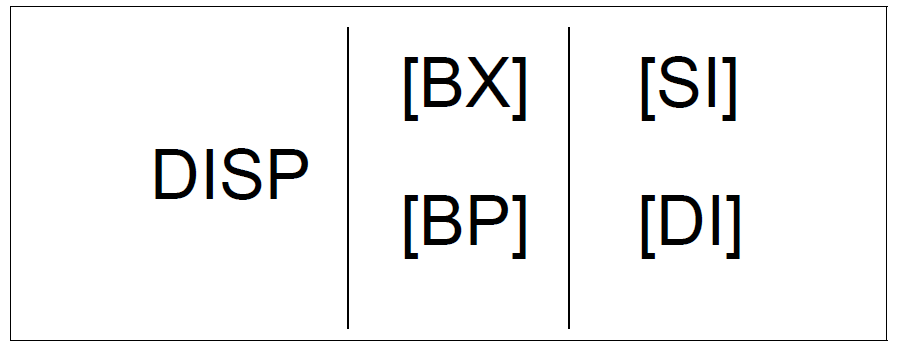 [BX] [SI]
DISP
[BP] [DI]